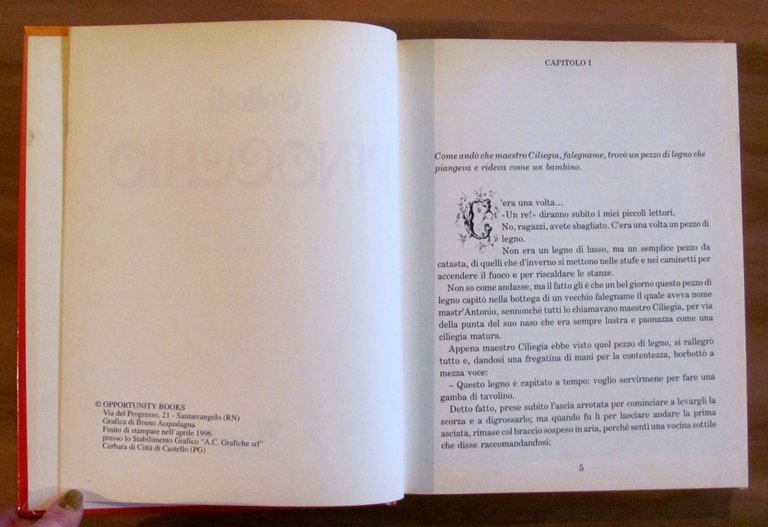 © OPPORTUNITY BOOKS
Via del Progresso, 21 - Santarcangelo (RN)
Grafica di Bruno Acqualagna
Finito di stampare nell'aprile 1996
presso lo Stabilimento Grafico "A.C. Grafiche srl"
Cerbara di Città di Castello (PG)
CAPITOLO I
Come andò che maestro Ciliegia, falegname, trovò un pezzo di legno che
piangeva e rideva come un bambino.
C'era una volta...
«Un re!» diranno subito i miei piccoli lettori.
No, ragazzi, avete sbagliato. C'era una volta un pezzo di
legno.
Non era un legno di lusso, ma un semplice pezzo da
catasta, di quelli che d'inverno si mettono nelle stufe e nei caminetti per
accendere il fuoco e per riscaldare le stanze.
Non so come andasse, ma il fatto gli è che un bel giorno questo pezzo di
legno capitò nella bottega di un vecchio falegname il quale aveva nome
mastr'Antonio, sennonché tutti lo chiamavano maestro Ciliegia, per via
della punta del suo naso che era sempre lustra e paonazza come una
ciliegia matura.
Appena maestro Ciliegia ebbe visto quel pezzo di legno, si rallegrò
tutto e, dandosi una fregatina di mani per la contentezza, borbottò a
mezza voce:
– Questo legno è capitato a tempo: voglio servirmene per fare una
gamba di tavolino.
Detto fatto, prese subito l'ascia arrotata per cominciare a levargli la
scorza e a digrossarlo; ma quando fu lì per lasciare andare la prima
asciata, rimase col braccio sospeso in aria, perché sentì una vocina sottile
che disse raccomandandosi:
5